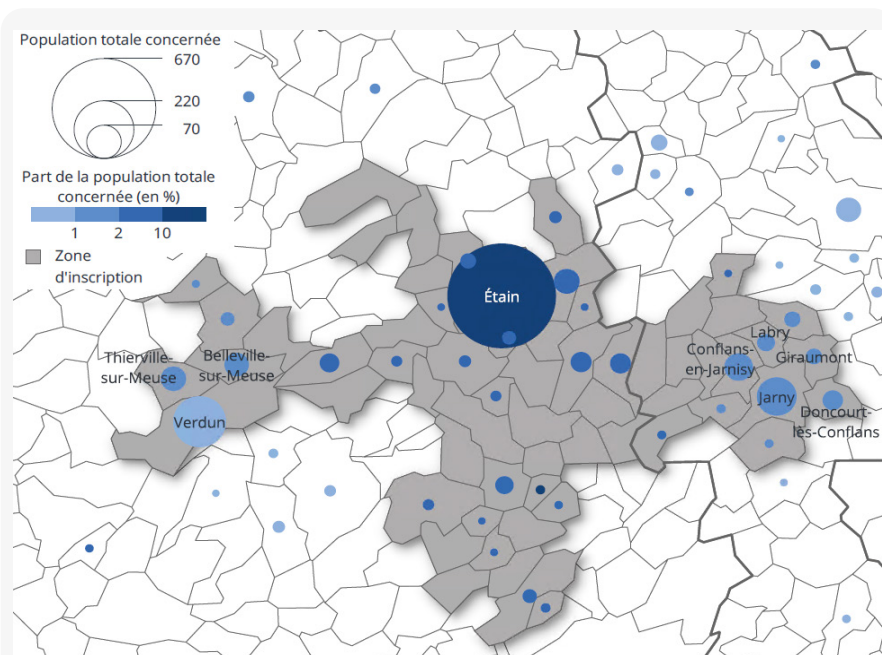 Population totale concernée
670
220
70
Part de la population totale
concernée (en %)
1 2 10
Zone
d'inscription
Étain
Thierville-
sur-Meuse
Belleville-
sur-Meuse
Verdun
Labry
Conflans-
en-Jarnisy
Giraumont
Jarny
Doncourt-
lès-Conflans